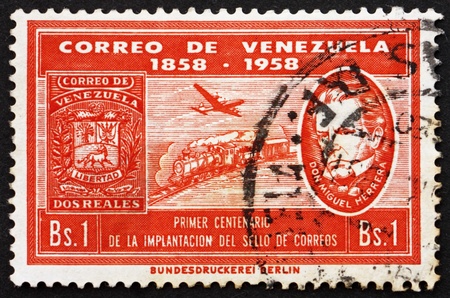 CORREO DE VENEZUELA
1858 - 1958
CORREO DE
VENEZUELA
LIBERTAD
DOS REALES
DON MIGUEL HERRERA
Bs.1
PRIMER CENTENARIO
DE LA IMPLANTACION DEL SELLO DE CORREOS
Bs.1
BUNDESDRUCKEREI BERLIN